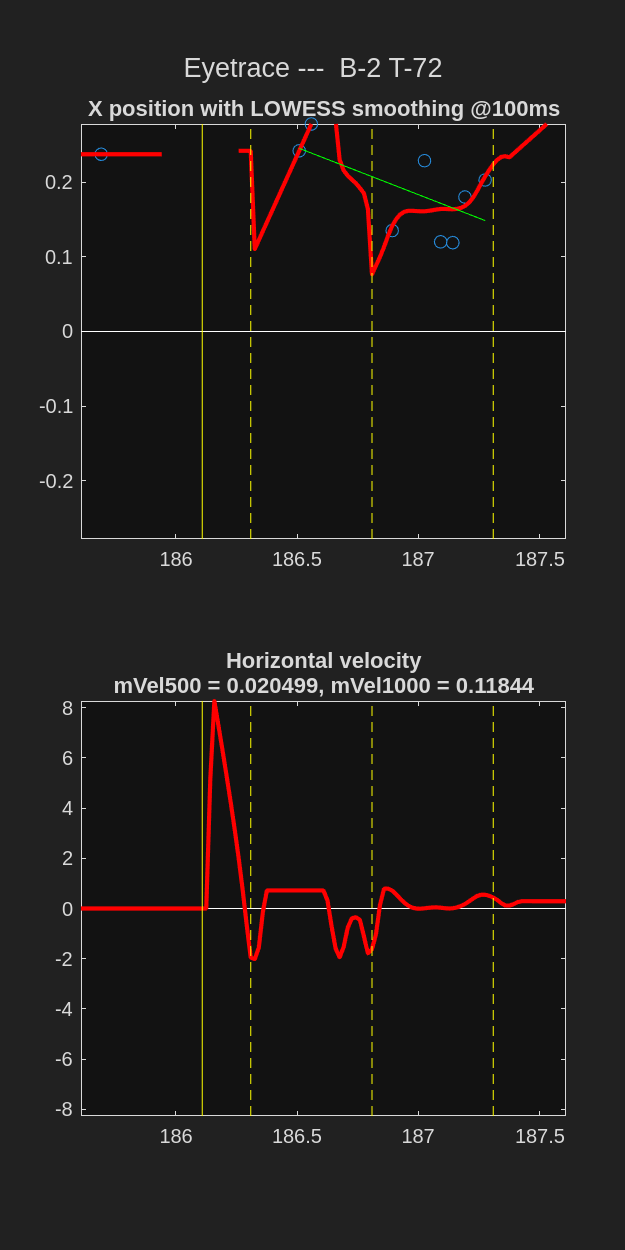 Eyetrace ---  B-2 T-72
X position with LOWESS smoothing @100ms
0.2
0.1
0
-0.1
-0.2
186 186.5 187 187.5
Horizontal velocity
mVel500 = 0.020499, mVel1000 = 0.11844
8
6
4
2
0
-2
-4
-6
-8
186 186.5 187 187.5